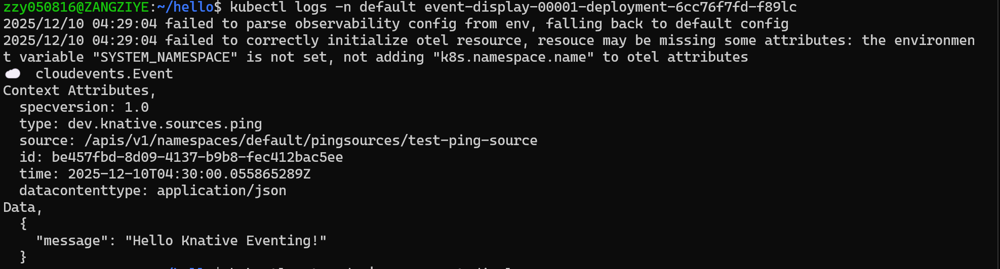 zzy050816@ZANGZIYE:~/hello$ kubectl logs -n default event-display-00001-deployment-6cc76f7fd-f89lc
2025/12/10 04:29:04 failed to parse observability config from env, falling back to default config
2025/12/10 04:29:04 failed to correctly initialize otel resource, resouce may be missing some attributes: the environmen
t variable "SYSTEM_NAMESPACE" is not set, not adding "k8s.namespace.name" to otel attributes
☁️  cloudevents.Event
Context Attributes,
  specversion: 1.0
  type: dev.knative.sources.ping
  source: /apis/v1/namespaces/default/pingsources/test-ping-source
  id: be457fbd-8d09-4137-b9b8-fec412bac5ee
  time: 2025-12-10T04:30:00.055865289Z
  datacontenttype: application/json
Data,
  {
    "message": "Hello Knative Eventing!"
  }